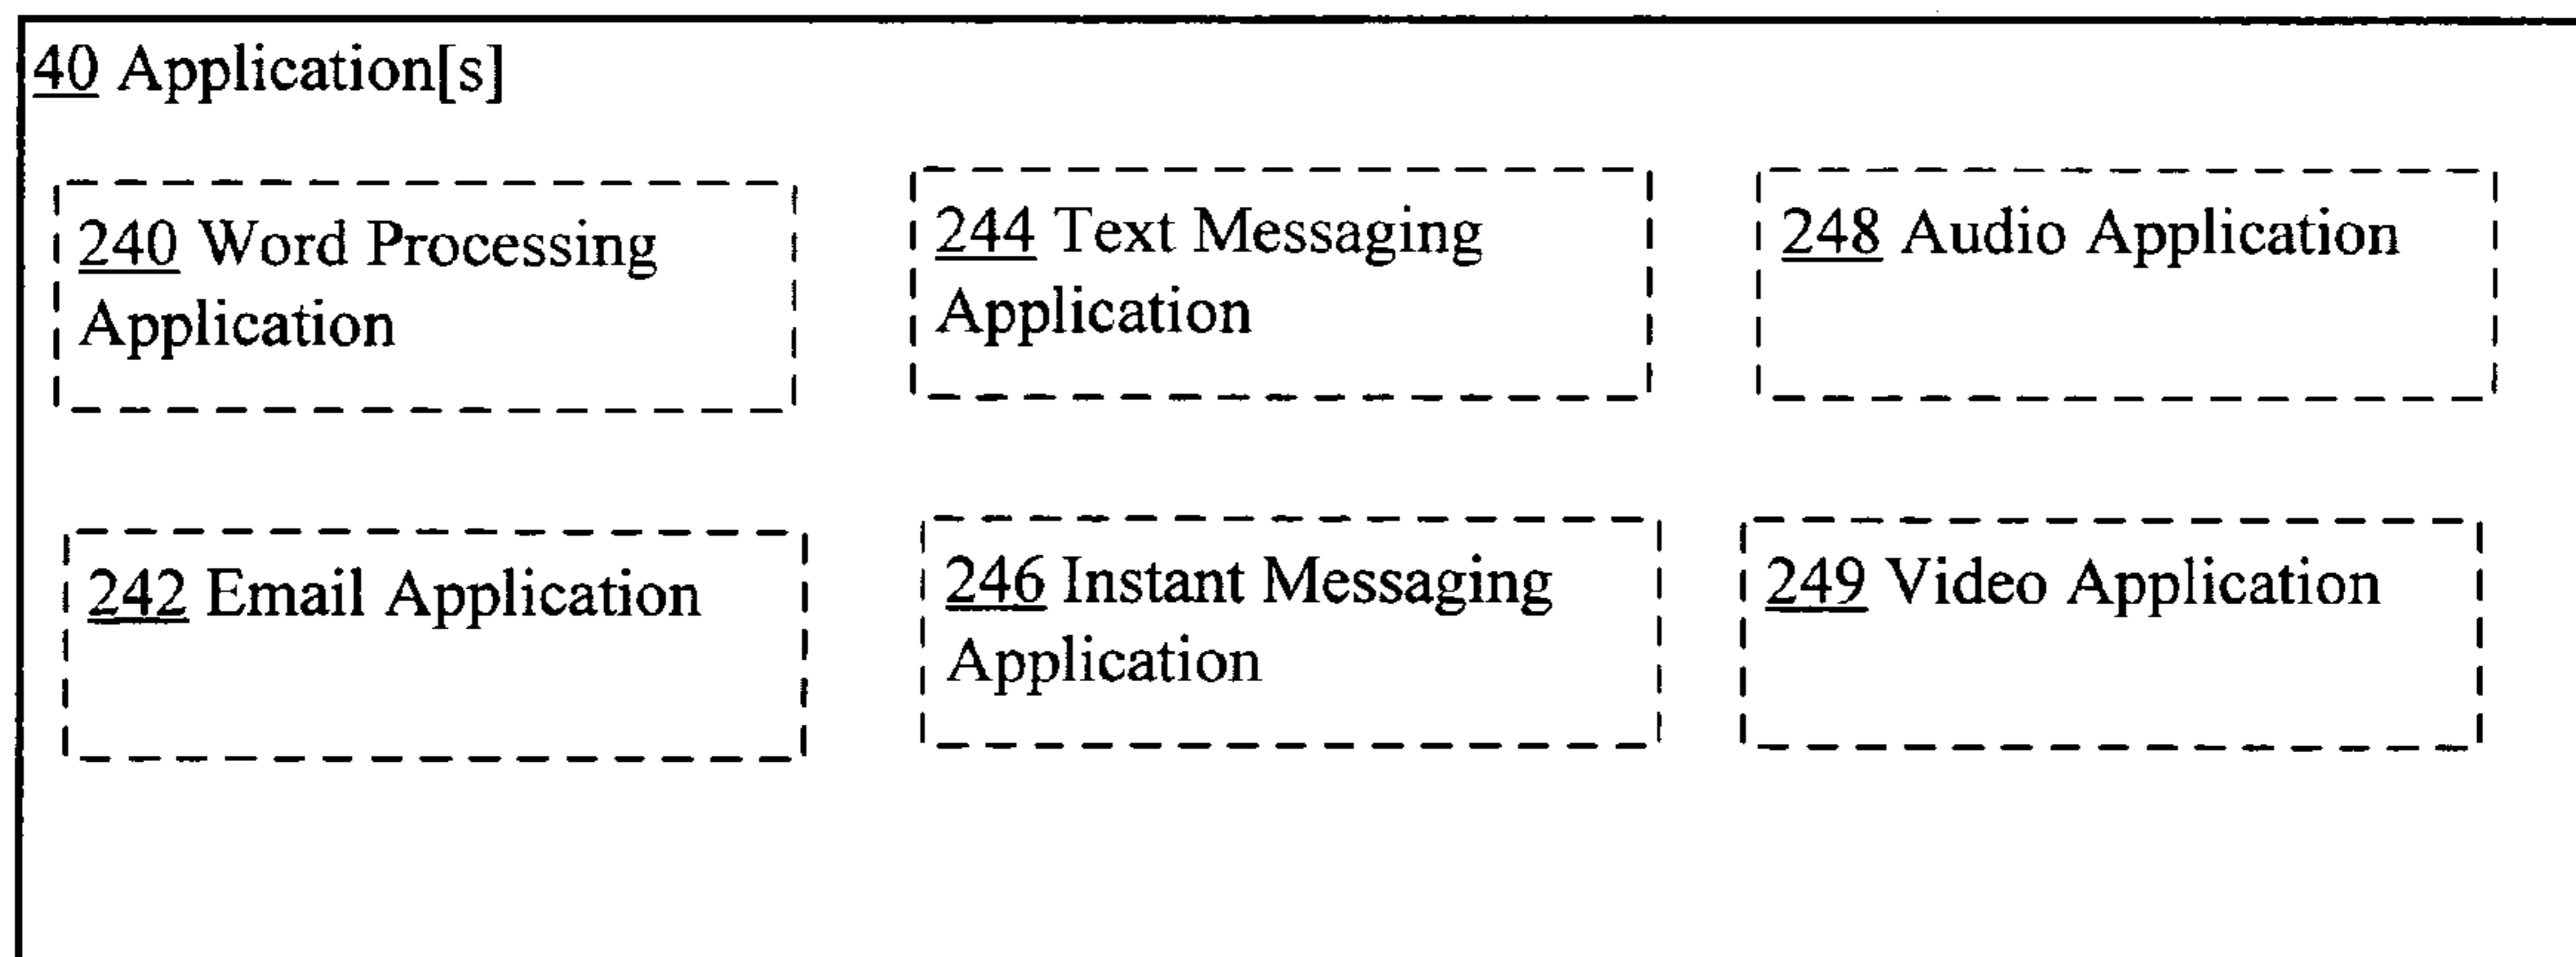 40 Application[s]
240 Word Processing
Application
244 Text Messaging
Application
248 Audio Application
242 Email Application
246 Instant Messaging
Application
249 Video Application